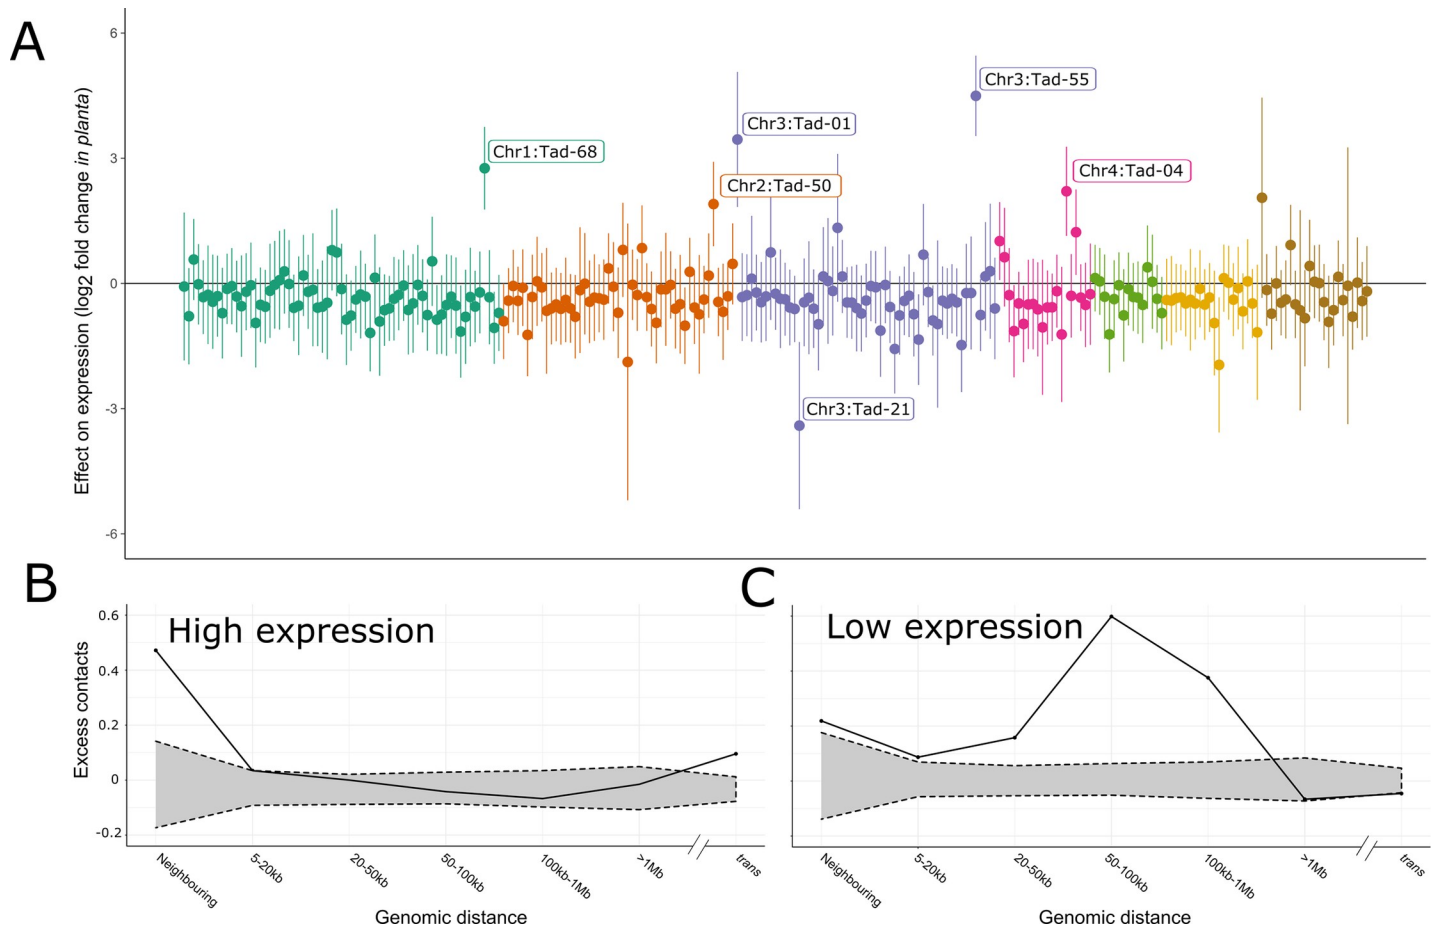 A
Effect on expression (log2 fold change in planta)
6
3
0
-3
-6
Chr1:Tad-68
Chr2:Tad-50
Chr3:Tad-01
Chr3:Tad-21
Chr3:Tad-55
Chr4:Tad-04
B
High expression
Excess contacts
0.6
0.4
0.2
0
-0.2
Neighbouring
5-20kb
20-50kb
50-100kb
100kb-1Mb
>1Mb
trans
Genomic distance
C
Low expression
Neighbouring
5-20kb
20-50kb
50-100kb
100kb-1Mb
>1Mb
trans
Genomic distance